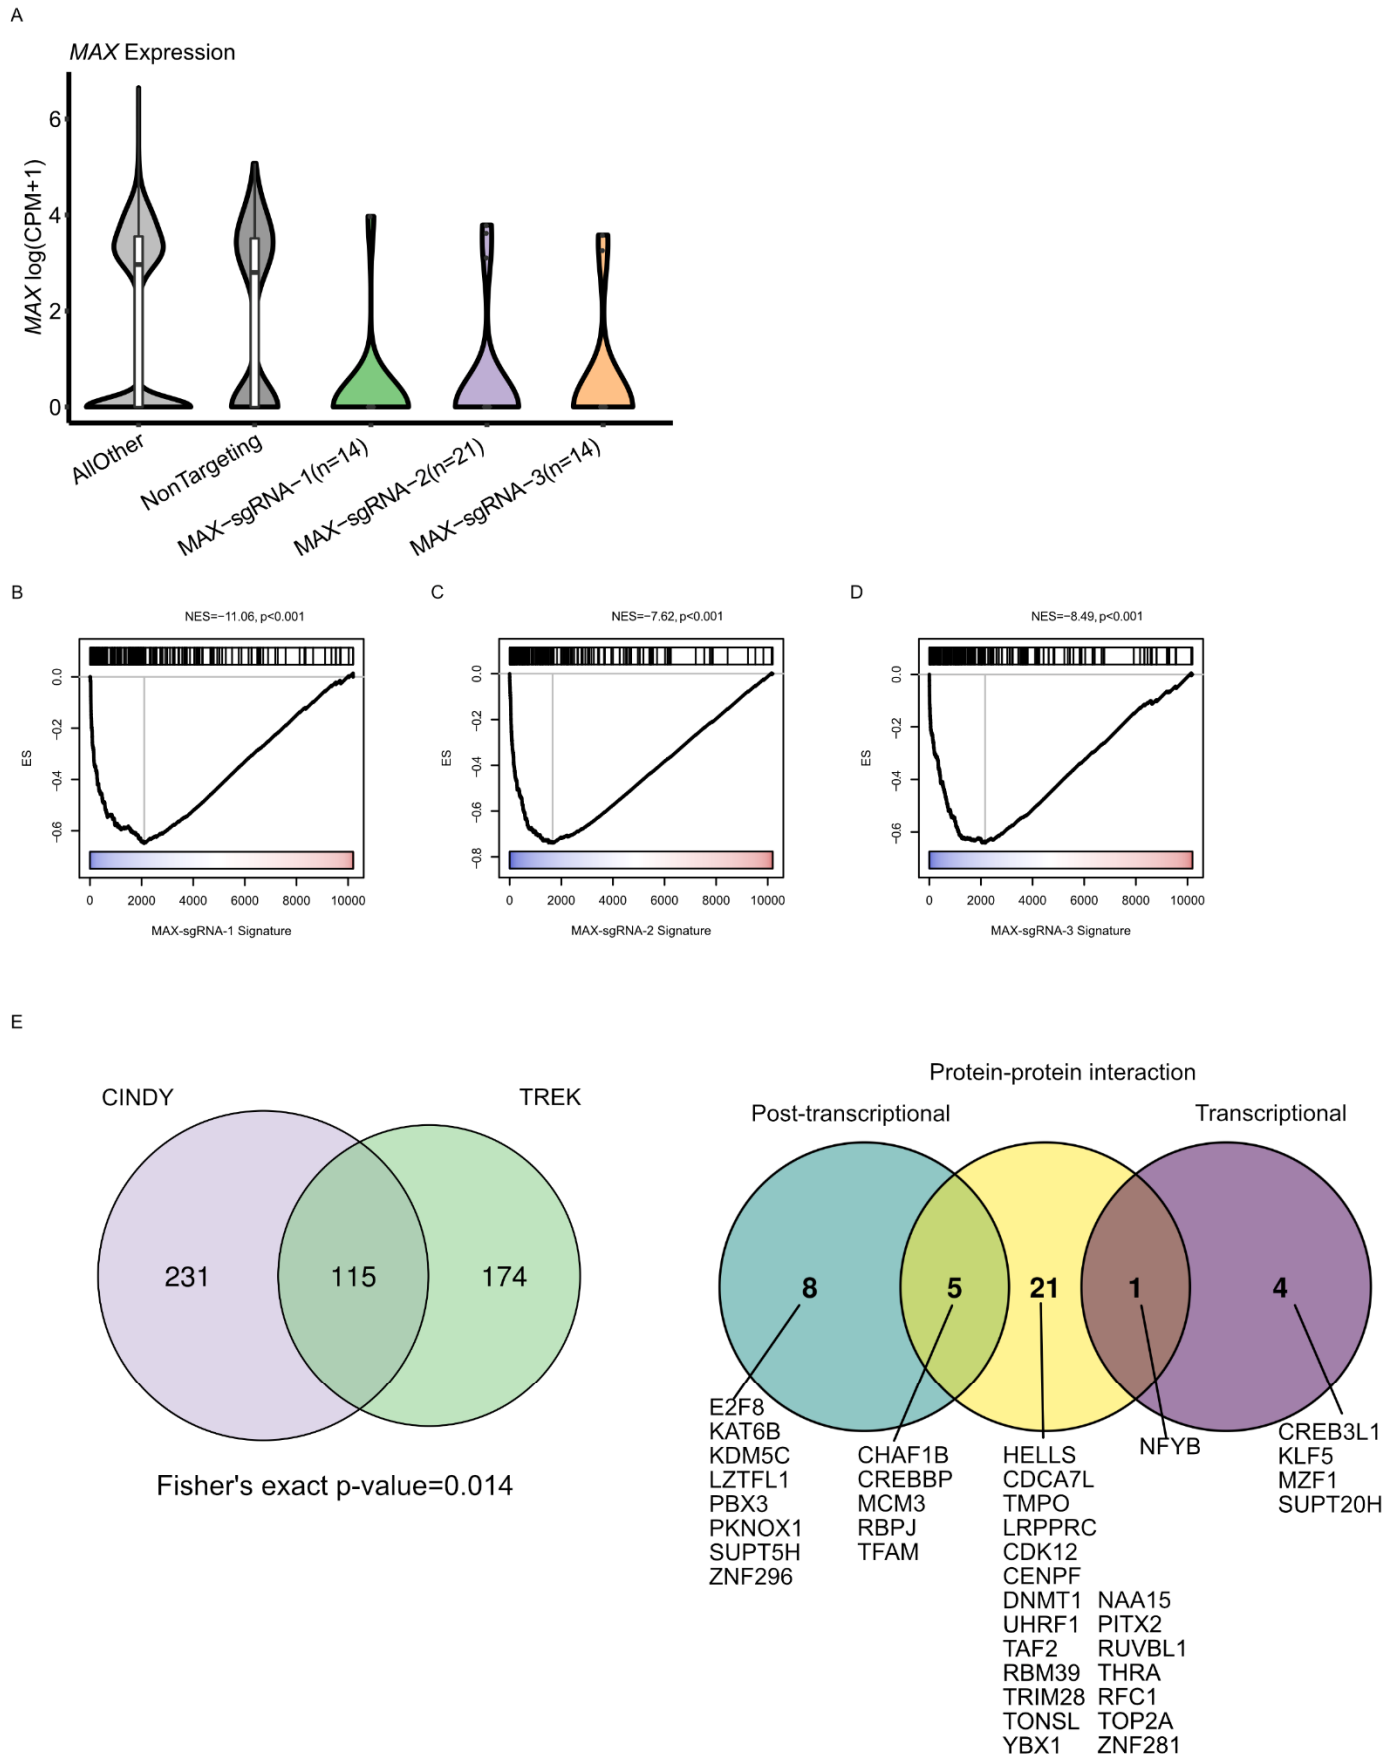 A
MAX Expression
MAX log(CPM+1)
6
4
2
0
AllOther
NonTargeting
MAX−sgRNA−1(n=14)
MAX−sgRNA−2(n=21)
MAX−sgRNA−3(n=14)
B
NES=−11.06, p<0.001
ES
0.0
−0.2
−0.4
−0.6
0 2000 4000 6000 8000 10000
MAX-sgRNA-1 Signature
C
NES=−7.62, p<0.001
ES
0.0
−0.2
−0.4
−0.6
−0.8
0 2000 4000 6000 8000 10000
MAX-sgRNA-2 Signature
D
NES=−8.49, p<0.001
ES
0.0
−0.2
−0.4
−0.6
0 2000 4000 6000 8000 10000
MAX-sgRNA-3 Signature
E
CINDY
TREK
231 115 174
Fisher's exact p-value=0.014
Protein-protein interaction
Post-transcriptional
Transcriptional
8 5 21 1 4
E2F8
KAT6B
KDM5C
LZTFL1
PBX3
PKNOX1
SUPT5H
ZNF296
CHAF1B
CREBBP
MCM3
RBPJ
TFAM
HELLS
CDCA7L
TMPO
LRPPRC
CDK12
CENPF
DNMT1 NAA15
UHRF1 PITX2
TAF2 RUVBL1
RBM39 THRA
TRIM28 RFC1
TONSL TOP2A
YBX1 ZNF281
NFYB
CREB3L1
KLF5
MZF1
SUPT20H